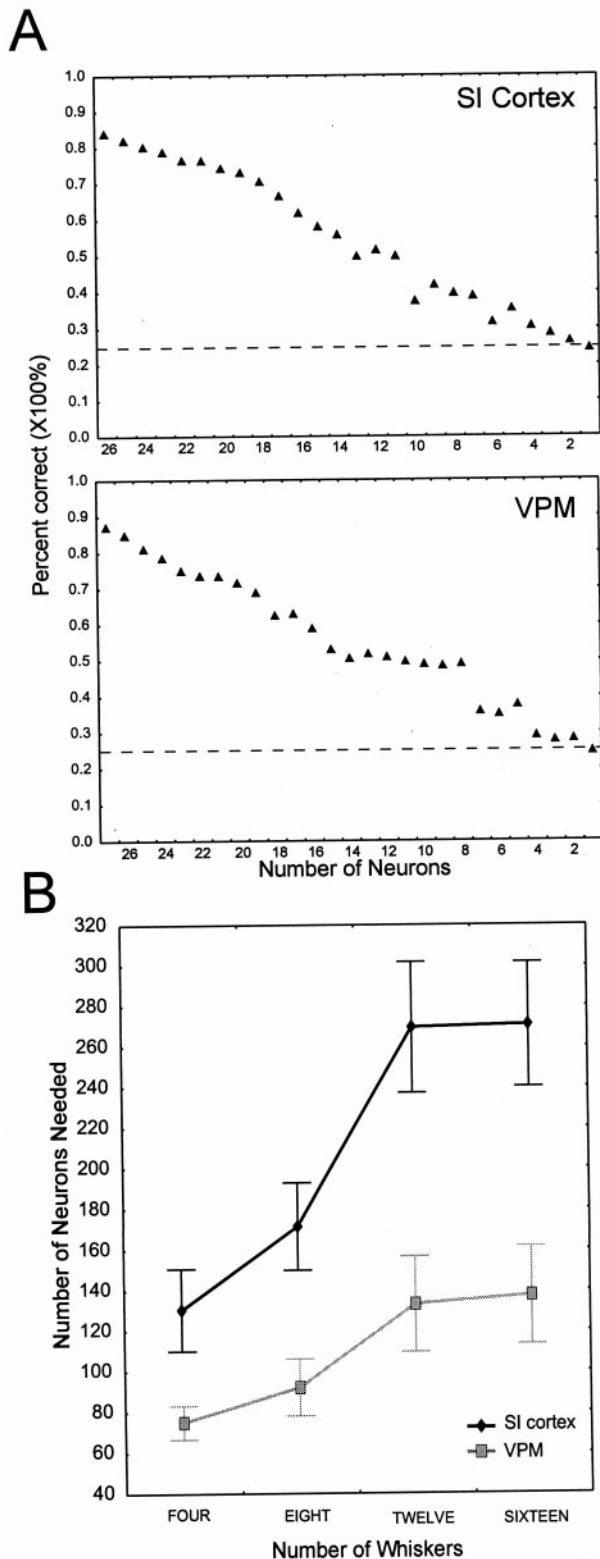 A
SI Cortex
1.0
0.9
0.8
0.7
0.6
0.5
0.4
0.3
0.2
0.1
0.0
26 24 22 20 18 16 14 12 10 8 6 4 2
Percent correct (X100%)
VPM
1.0
0.9
0.8
0.7
0.6
0.5
0.4
0.3
0.2
0.1
0.0
26 24 22 20 18 16 14 12 10 8 6 4 2
Number of Neurons
B
320
300
280
260
240
220
200
180
160
140
120
100
80
60
40
Number of Neurons Needed
SI cortex
VPM
FOUR EIGHT TWELVE SIXTEEN
Number of Whiskers